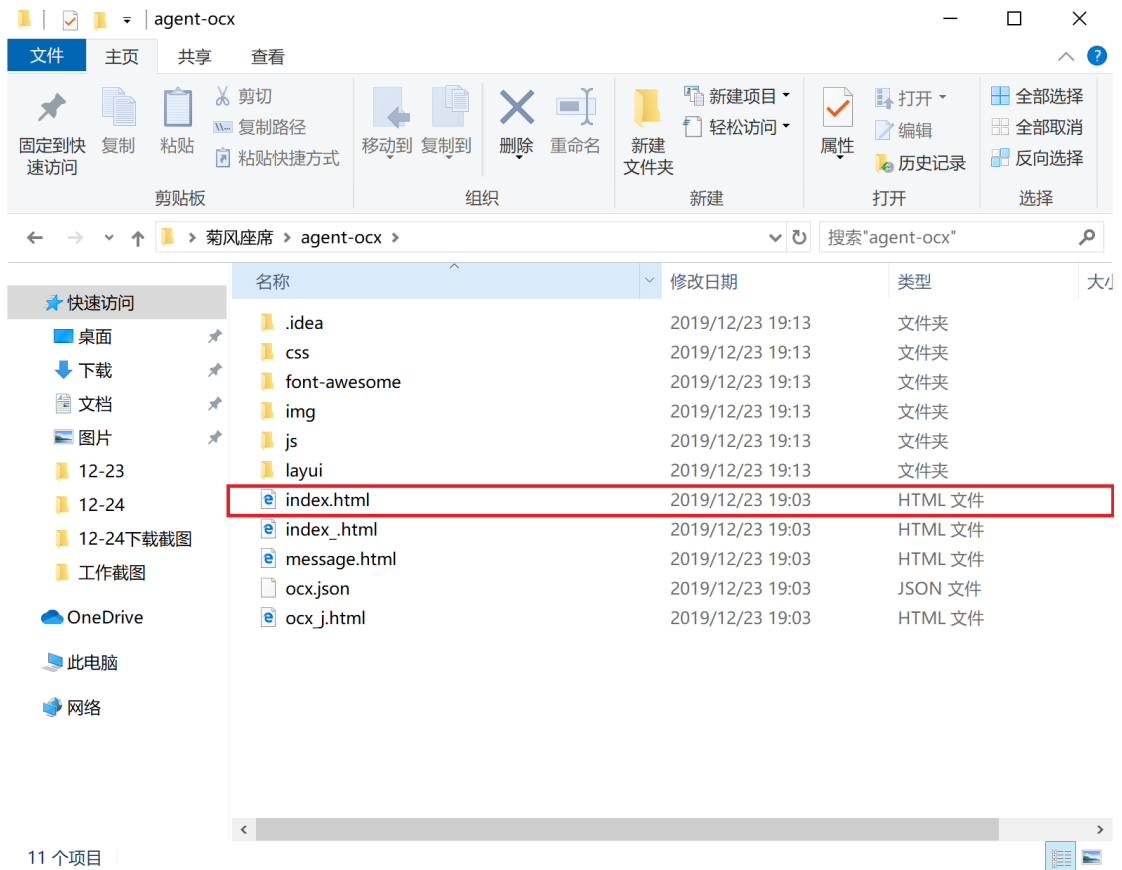 agent-ocx
文件 主页 共享 查看
固定到快
速访问
复制
粘贴
剪切
复制路径
粘贴快捷方式
剪贴板
移动到 复制到 删除 重命名
组织
新建
文件夹
新建项目
轻松访问
新建
属性
打开
编辑
历史记录
打开
全部选择
全部取消
反向选择
选择
菊风座席 agent-ocx
搜索"agent-ocx"
快速访问
桌面
下载
文档
图片
12-23
12-24
12-24下载截图
工作截图
OneDrive
此电脑
网络
名称 修改日期 类型 大小
.idea 2019/12/23 19:13 文件夹
css 2019/12/23 19:13 文件夹
font-awesome 2019/12/23 19:13 文件夹
img 2019/12/23 19:13 文件夹
js 2019/12/23 19:13 文件夹
layui 2019/12/23 19:13 文件夹
index.html 2019/12/23 19:03 HTML 文件
index_.html 2019/12/23 19:03 HTML 文件
message.html 2019/12/23 19:03 HTML 文件
ocx.json 2019/12/23 19:03 JSON 文件
ocx_j.html 2019/12/23 19:03 HTML 文件
11 个项目